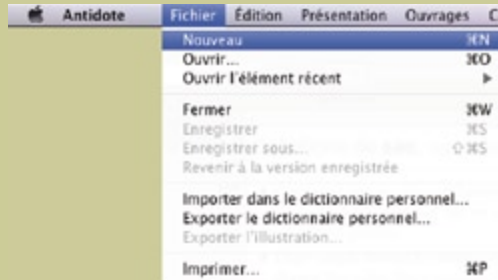 Antidote Fichier Édition Présentation Ouvrages
Nouveau ⌘N
Ouvrir... ⌘O
Ouvrir l'élément récent ▶
Fermer ⌘W
Enregistrer ⌘S
Enregistrer sous... ⇧⌘S
Revenir à la version enregistrée
Importer dans le dictionnaire personnel...
Exporter le dictionnaire personnel...
Exporter l'illustration...
Imprimer... ⌘P